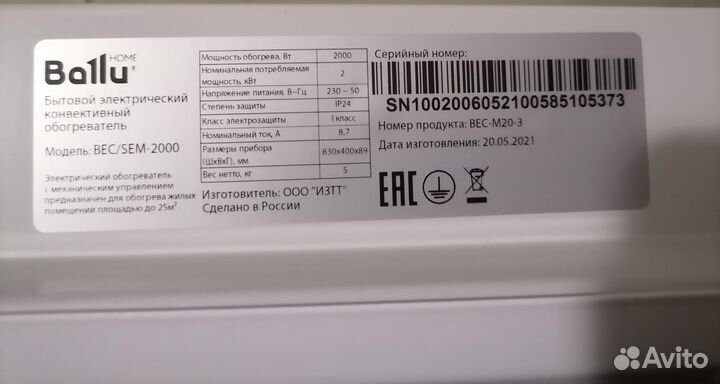 HOME
Ballu
Бытовой электрический
конвективный
обогреватель
Модель: BEC/SEM-2000
Электрический обогреватель
с механическим управлением
предназначен для обогрева жилых
помещений площадью до 25м²
Мощность обогрева, Вт 2000
Номинальная потребляемая
мощность, кВт 2
Напряжение питания, В~Гц 230 ~ 50
Степень защиты IP24
Класс электрозащиты I класс
Номинальный ток, А 8,7
Размеры прибора
(ШхВхГ), мм 830x400x89
Вес нетто, кг 5
Изготовитель: ООО "ИЗТТ"
Сделано в России
Серийный номер:
SN1002006052100585105373
Номер продукта: BEC-M20-3
Дата изготовления: 20.05.2021
EAC
Avito